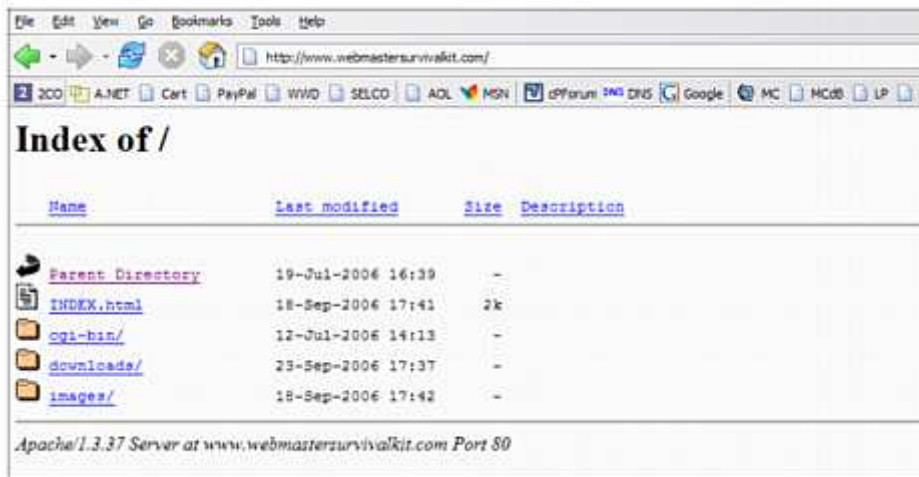 File Edit View Go Bookmarks Tools Help
http://www.webmastersurvivalkit.com/
2CO A.NET Cart PayPal WWD SELCO AOL MSN cPForum DNS DNS Google MC MCdB LP
Index of /
Name Last modified Size Description
Parent Directory 19-Jul-2006 16:39 -
INDEX.html 18-Sep-2006 17:41 2k
cgi-bin/ 12-Jul-2006 14:13 -
downloads/ 23-Sep-2006 17:37 -
images/ 18-Sep-2006 17:42 -
Apache/1.3.37 Server at www.webmastersurvivalkit.com Port 80